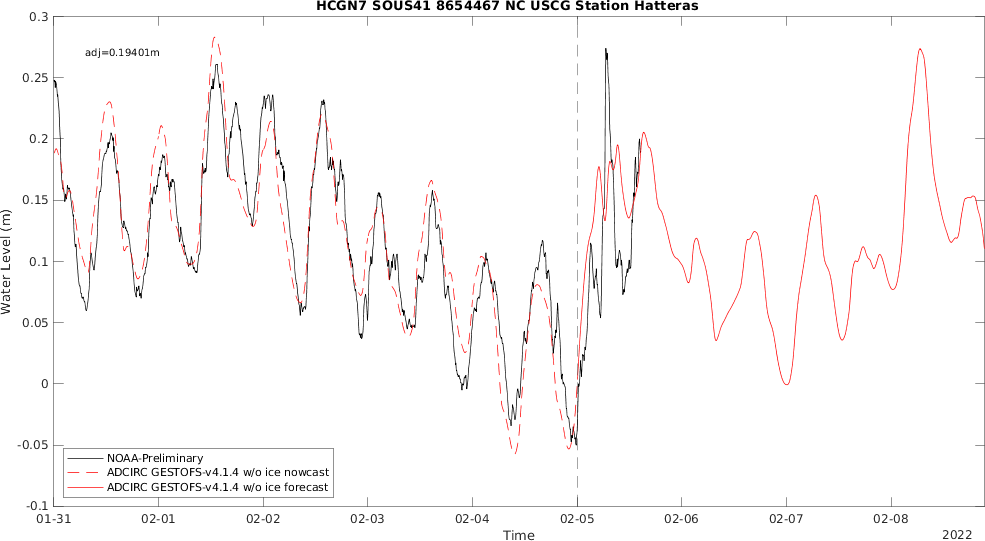 HCGN7 SOUS41 8654467 NC USCG Station Hatteras
0.3
adj=0.19401m
0.25
0.2
0.15
0.1
0.05
0
-0.05
-0.1
Water Level (m)
NOAA-Preliminary
ADCIRC GESTOFS-v4.1.4 w/o ice nowcast
ADCIRC GESTOFS-v4.1.4 w/o ice forecast
01-31 02-01 02-02 02-03 02-04 02-05 02-06 02-07 02-08
Time
2022